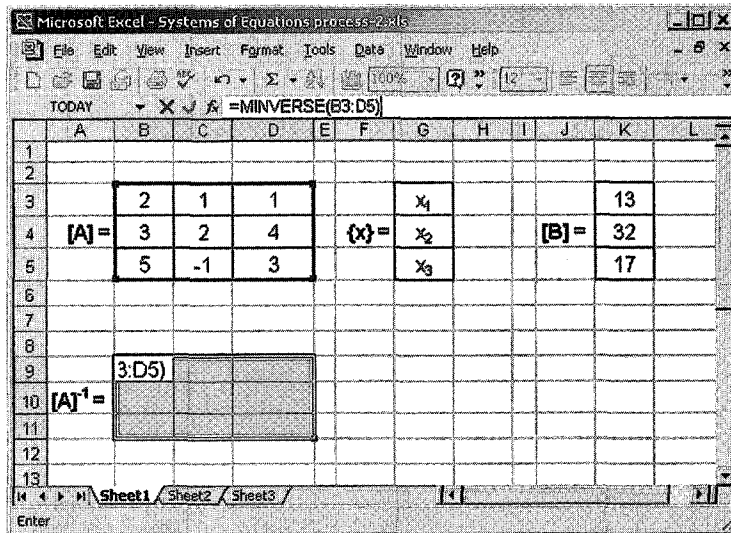 Microsoft Excel - Systems of Equations process-2.xls
File Edit View Insert Format Tools Data Window Help
Σ 100% 12
TODAY fx =MINVERSE(B3:D5)
A B C D E F G H I J K L
1
2
3 2 1 1 x₁ 13
4 [A] = 3 2 4 {x} = x₂ [B] = 32
5 5 -1 3 x₃ 17
6
7
8
9 3:D5)
10 [A]⁻¹ =
11
12
13
Sheet1 Sheet2 Sheet3
Enter